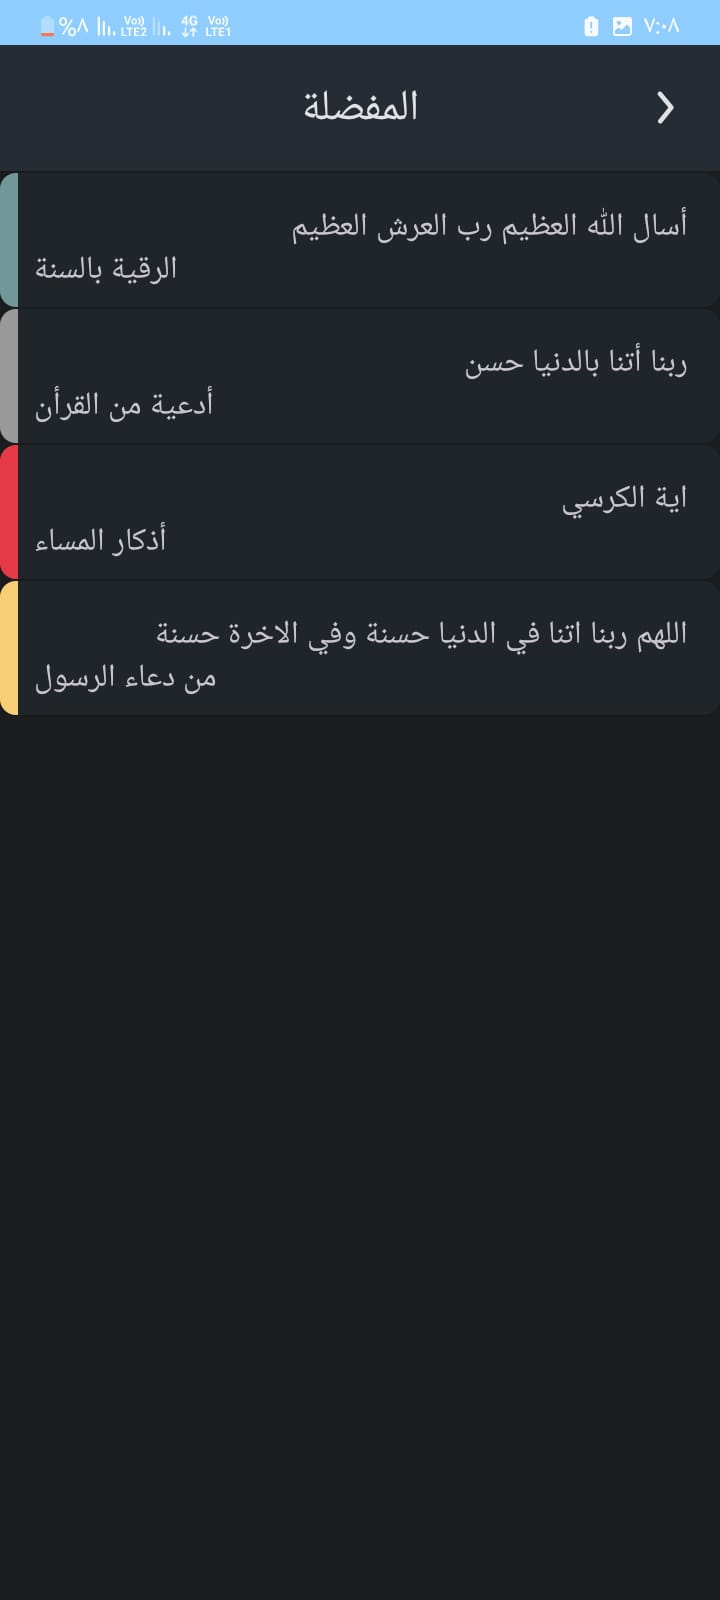 %٨ Vo) LTE2 4G Vo) LTE1 ٧:٠٨
المفضلة
أسال الله العظيم رب العرش العظيم
الرقية بالسنة
ربنا أتنا بالدنيا حسن
أدعية من القرأن
اية الكرسي
أذكار المساء
اللهم ربنا اتنا في الدنيا حسنة وفي الاخرة حسنة
من دعاء الرسول